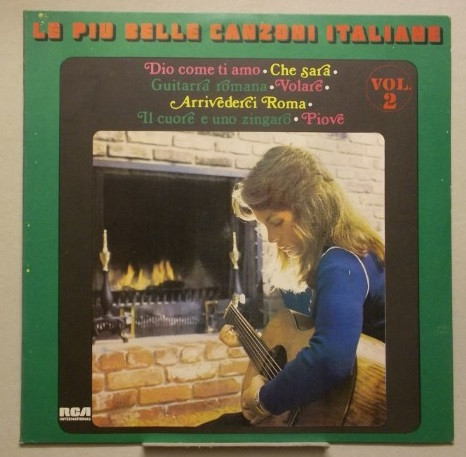 LE PIU BELLE CANZONI ITALIANE
Dio come ti amo • Che sarà •
Guitarra romana • Volare •
Arrivederci Roma •
Il cuore e uno zingaro • Piove
VOL.
2
RCA
INTERNATIONAL